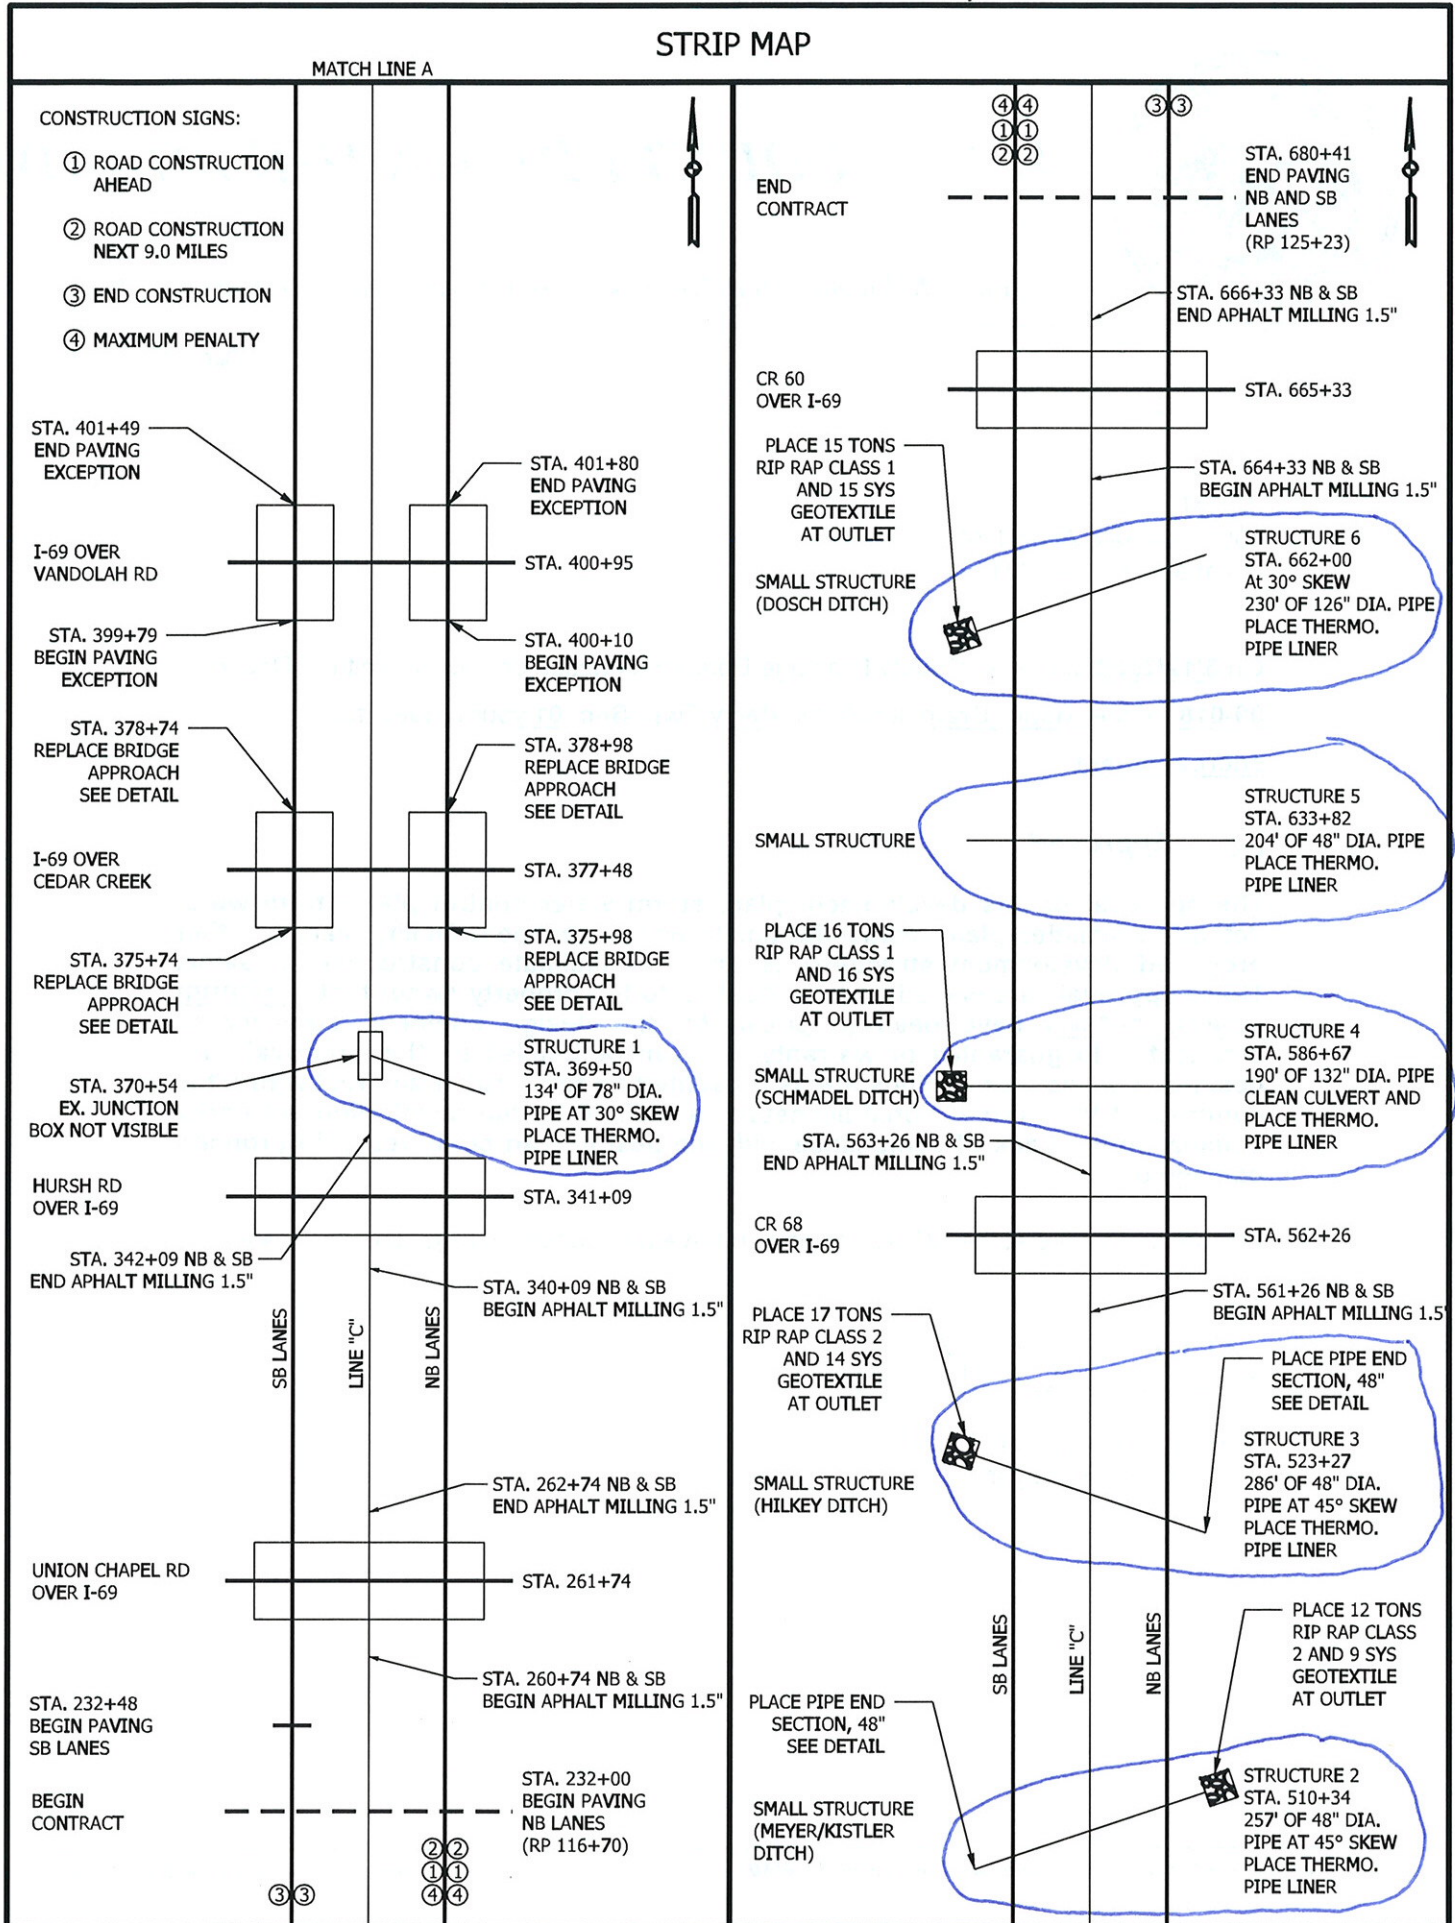 STRIP MAP
MATCH LINE A
CONSTRUCTION SIGNS:
① ROAD CONSTRUCTION
AHEAD
② ROAD CONSTRUCTION
NEXT 9.0 MILES
③ END CONSTRUCTION
④ MAXIMUM PENALTY
STA. 401+49
END PAVING
EXCEPTION
STA. 401+80
END PAVING
EXCEPTION
I-69 OVER
VANDOLAH RD
STA. 400+95
STA. 399+79
BEGIN PAVING
EXCEPTION
STA. 400+10
BEGIN PAVING
EXCEPTION
STA. 378+74
REPLACE BRIDGE
APPROACH
SEE DETAIL
STA. 378+98
REPLACE BRIDGE
APPROACH
SEE DETAIL
I-69 OVER
CEDAR CREEK
STA. 377+48
STA. 375+74
REPLACE BRIDGE
APPROACH
SEE DETAIL
STA. 375+98
REPLACE BRIDGE
APPROACH
SEE DETAIL
STRUCTURE 1
STA. 369+50
134' OF 78" DIA.
PIPE AT 30° SKEW
PLACE THERMO.
PIPE LINER
STA. 370+54
EX. JUNCTION
BOX NOT VISIBLE
HURSH RD
OVER I-69
STA. 341+09
STA. 342+09 NB & SB
END APHALT MILLING 1.5"
STA. 340+09 NB & SB
BEGIN APHALT MILLING 1.5"
SB LANES
LINE "C"
NB LANES
STA. 262+74 NB & SB
END APHALT MILLING 1.5"
UNION CHAPEL RD
OVER I-69
STA. 261+74
STA. 260+74 NB & SB
BEGIN APHALT MILLING 1.5"
STA. 232+48
BEGIN PAVING
SB LANES
BEGIN
CONTRACT
STA. 232+00
BEGIN PAVING
NB LANES
(RP 116+70)
② ②
① ①
④ ④
③ ③
④ ④
① ①
② ②
③ ③
END
CONTRACT
STA. 680+41
END PAVING
NB AND SB
LANES
(RP 125+23)
STA. 666+33 NB & SB
END APHALT MILLING 1.5"
CR 60
OVER I-69
STA. 665+33
PLACE 15 TONS
RIP RAP CLASS 1
AND 15 SYS
GEOTEXTILE
AT OUTLET
STA. 664+33 NB & SB
BEGIN APHALT MILLING 1.5"
SMALL STRUCTURE
(DOSCH DITCH)
STRUCTURE 6
STA. 662+00
At 30° SKEW
230' OF 126" DIA. PIPE
PLACE THERMO.
PIPE LINER
SMALL STRUCTURE
STRUCTURE 5
STA. 633+82
204' OF 48" DIA. PIPE
PLACE THERMO.
PIPE LINER
PLACE 16 TONS
RIP RAP CLASS 1
AND 16 SYS
GEOTEXTILE
AT OUTLET
SMALL STRUCTURE
(SCHMADEL DITCH)
STRUCTURE 4
STA. 586+67
190' OF 132" DIA. PIPE
CLEAN CULVERT AND
PLACE THERMO.
PIPE LINER
STA. 563+26 NB & SB
END APHALT MILLING 1.5"
CR 68
OVER I-69
STA. 562+26
STA. 561+26 NB & SB
BEGIN APHALT MILLING 1.5'
PLACE 17 TONS
RIP RAP CLASS 2
AND 14 SYS
GEOTEXTILE
AT OUTLET
PLACE PIPE END
SECTION, 48"
SEE DETAIL
SMALL STRUCTURE
(HILKEY DITCH)
STRUCTURE 3
STA. 523+27
286' OF 48" DIA.
PIPE AT 45° SKEW
PLACE THERMO.
PIPE LINER
SB LANES
LINE "C"
NB LANES
PLACE 12 TONS
RIP RAP CLASS
2 AND 9 SYS
GEOTEXTILE
AT OUTLET
PLACE PIPE END
SECTION, 48"
SEE DETAIL
SMALL STRUCTURE
(MEYER/KISTLER
DITCH)
STRUCTURE 2
STA. 510+34
257' OF 48" DIA.
PIPE AT 45° SKEW
PLACE THERMO.
PIPE LINER